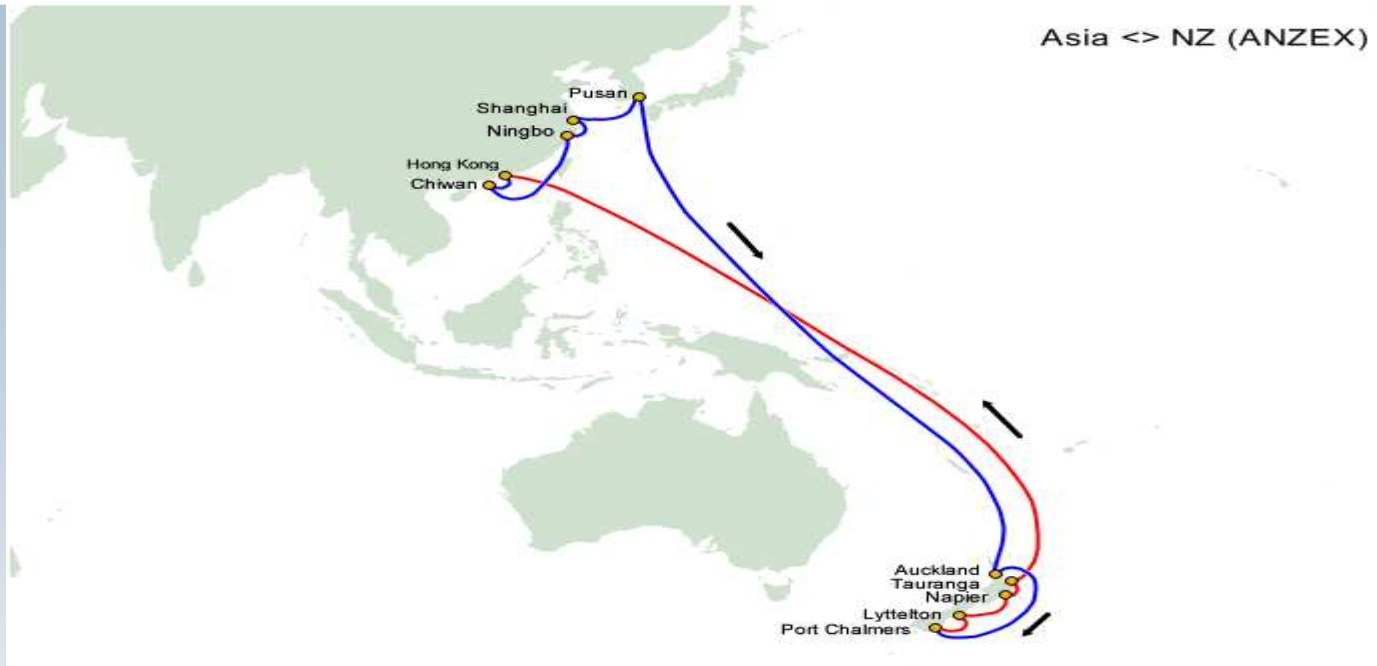 Asia <> NZ (ANZEX)
Pusan
Shanghai
Ningbo
Hong Kong
Chiwan
Auckland
Tauranga
Napier
Lyttelton
Port Chalmers